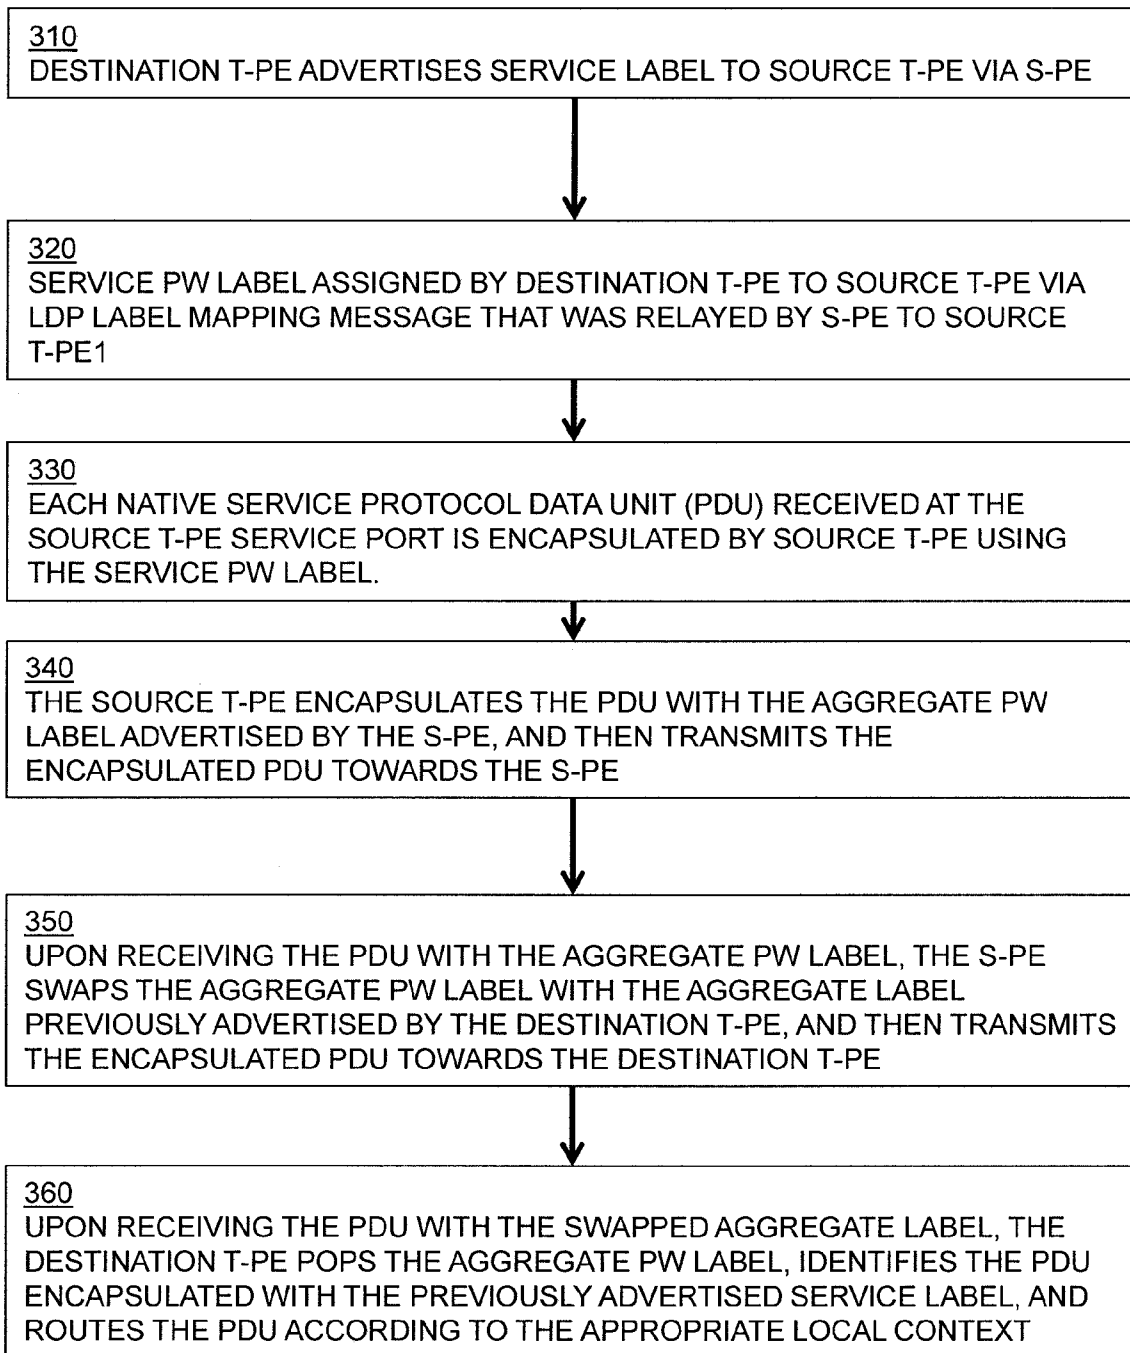 310
DESTINATION T-PE ADVERTISES SERVICE LABEL TO SOURCE T-PE VIA S-PE
320
SERVICE PW LABEL ASSIGNED BY DESTINATION T-PE TO SOURCE T-PE VIA
LDP LABEL MAPPING MESSAGE THAT WAS RELAYED BY S-PE TO SOURCE
T-PE1
330
EACH NATIVE SERVICE PROTOCOL DATA UNIT (PDU) RECEIVED AT THE
SOURCE T-PE SERVICE PORT IS ENCAPSULATED BY SOURCE T-PE USING
THE SERVICE PW LABEL.
340
THE SOURCE T-PE ENCAPSULATES THE PDU WITH THE AGGREGATE PW
LABEL ADVERTISED BY THE S-PE, AND THEN TRANSMITS THE
ENCAPSULATED PDU TOWARDS THE S-PE
350
UPON RECEIVING THE PDU WITH THE AGGREGATE PW LABEL, THE S-PE
SWAPS THE AGGREGATE PW LABEL WITH THE AGGREGATE LABEL
PREVIOUSLY ADVERTISED BY THE DESTINATION T-PE, AND THEN TRANSMITS
THE ENCAPSULATED PDU TOWARDS THE DESTINATION T-PE
360
UPON RECEIVING THE PDU WITH THE SWAPPED AGGREGATE LABEL, THE
DESTINATION T-PE POPS THE AGGREGATE PW LABEL, IDENTIFIES THE PDU
ENCAPSULATED WITH THE PREVIOUSLY ADVERTISED SERVICE LABEL, AND
ROUTES THE PDU ACCORDING TO THE APPROPRIATE LOCAL CONTEXT